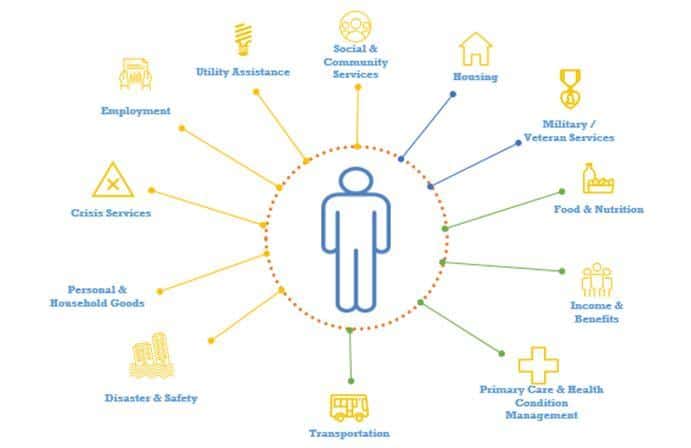 Social &
Community
Services
Utility Assistance
Housing
Employment
Military /
Veteran Services
Crisis Services
Food & Nutrition
Personal &
Household Goods
Income &
Benefits
Disaster & Safety
Primary Care & Health
Condition
Management
Transportation